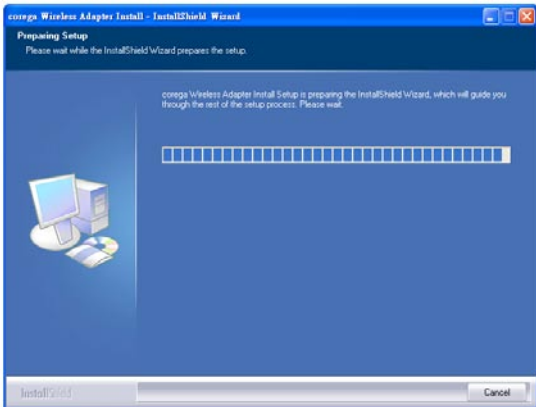 corega Wireless Adapter Install - InstallShield Wizard
Preparing Setup
Please wait while the InstallShield Wizard prepares the setup.
corega Wireless Adapter Install Setup is preparing the InstallShield Wizard, which will guide you
through the rest of the setup process. Please wait.
InstallShield
Cancel